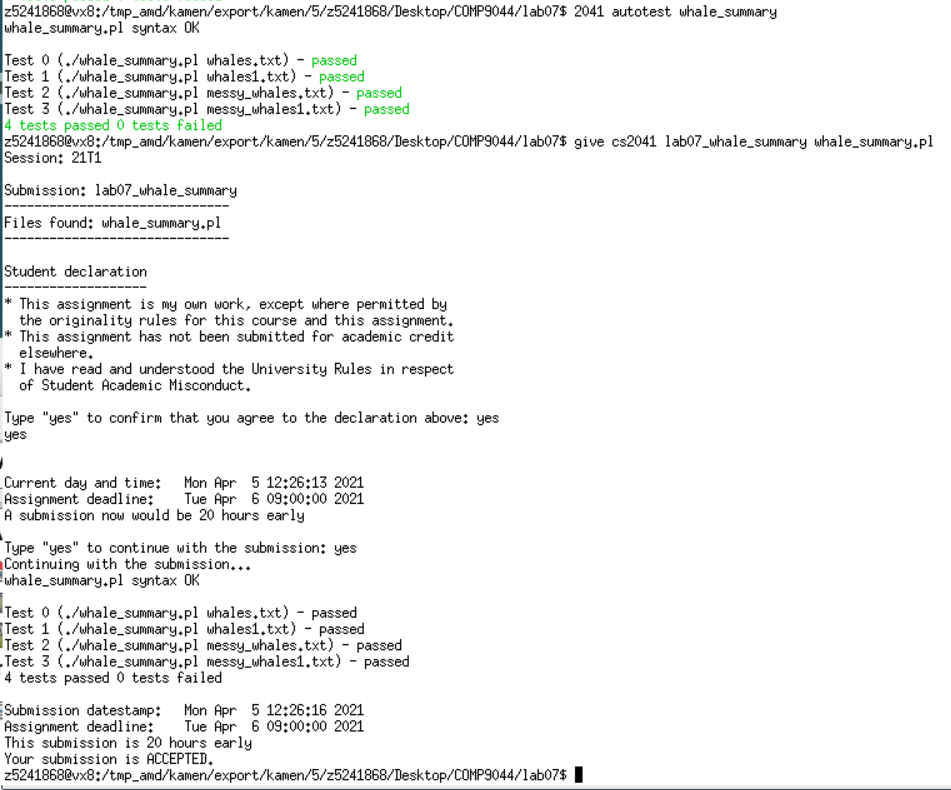 z5241868@vx8:/tmp_amd/kamen/export/kamen/5/z5241868/Desktop/COMP9044/lab07$ 2041 autotest whale_summary
whale_summary.pl syntax OK
Test 0 (./whale_summary.pl whales.txt) - passed
Test 1 (./whale_summary.pl whales1.txt) - passed
Test 2 (./whale_summary.pl messy_whales.txt) - passed
Test 3 (./whale_summary.pl messy_whales1.txt) - passed
4 tests passed 0 tests failed
z5241868@vx8:/tmp_amd/kamen/export/kamen/5/z5241868/Desktop/COMP9044/lab07$ give cs2041 lab07_whale_summary whale_summary.pl
Session: 21T1
Submission: lab07_whale_summary
------------------------------
Files found: whale_summary.pl
------------------------------
Student declaration
-------------------
* This assignment is my own work, except where permitted by
the originality rules for this course and this assignment.
* This assignment has not been submitted for academic credit
elsewhere.
* I have read and understood the University Rules in respect
of Student Academic Misconduct.
Type "yes" to confirm that you agree to the declaration above: yes
yes
Current day and time:   Mon Apr  5 12:26:13 2021
Assignment deadline:    Tue Apr  6 09:00:00 2021
A submission now would be 20 hours early
Type "yes" to continue with the submission: yes
Continuing with the submission...
whale_summary.pl syntax OK
Test 0 (./whale_summary.pl whales.txt) - passed
Test 1 (./whale_summary.pl whales1.txt) - passed
Test 2 (./whale_summary.pl messy_whales.txt) - passed
Test 3 (./whale_summary.pl messy_whales1.txt) - passed
4 tests passed 0 tests failed
Submission datestamp:   Mon Apr  5 12:26:16 2021
Assignment deadline:    Tue Apr  6 09:00:00 2021
This submission is 20 hours early
Your submission is ACCEPTED.
z5241868@vx8:/tmp_amd/kamen/export/kamen/5/z5241868/Desktop/COMP9044/lab07$